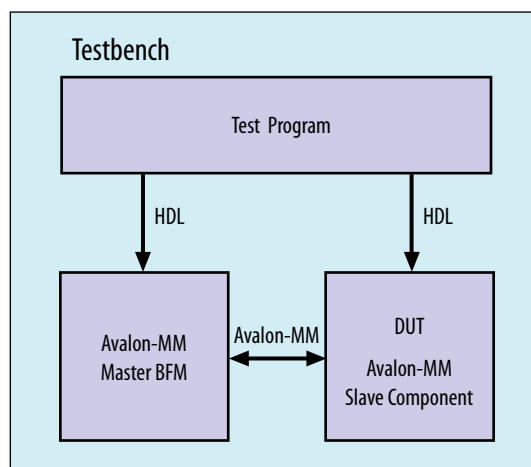 Testbench
Test Program
HDL
HDL
Avalon-MM
Master BFM
Avalon-MM
DUT
Avalon-MM
Slave Component